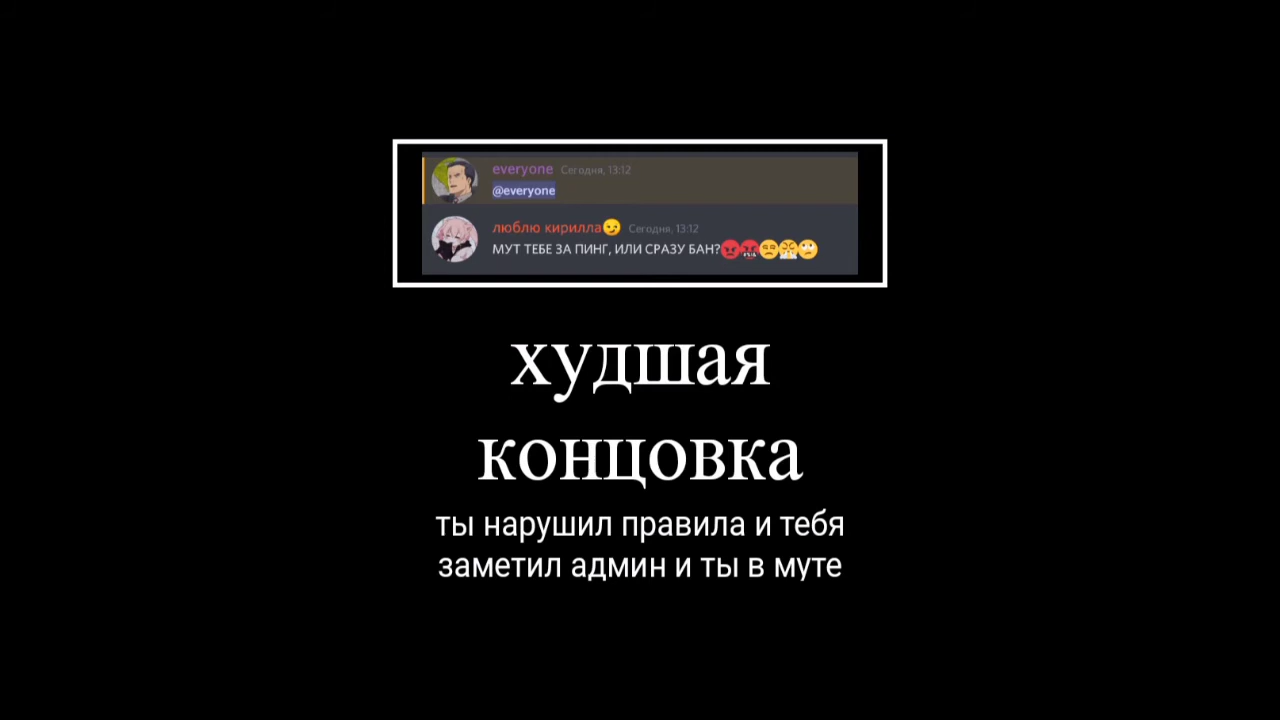 everyone Сегодня, 13:12
@everyone
люблю кирилла😏 Сегодня, 13:12
МУТ ТЕБЕ ЗА ПИНГ, ИЛИ СРАЗУ БАН?😡🤬😒😤🙄
худшая
концовка
ты нарушил правила и тебя
заметил админ и ты в муте